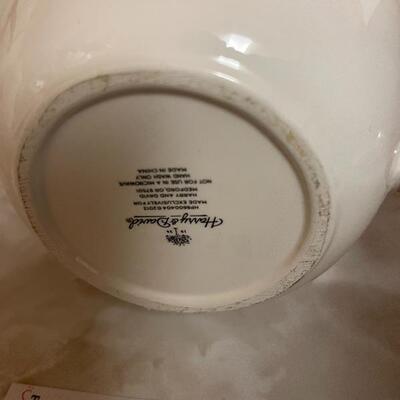 Harry & David
HP8600404 ©2013
MADE EXCLUSIVELY FOR
HARRY AND DAVID
MEDFORD, OR 97501
NOT FOR USE IN A MICROWAVE
HAND WASH ONLY
MADE IN CHINA